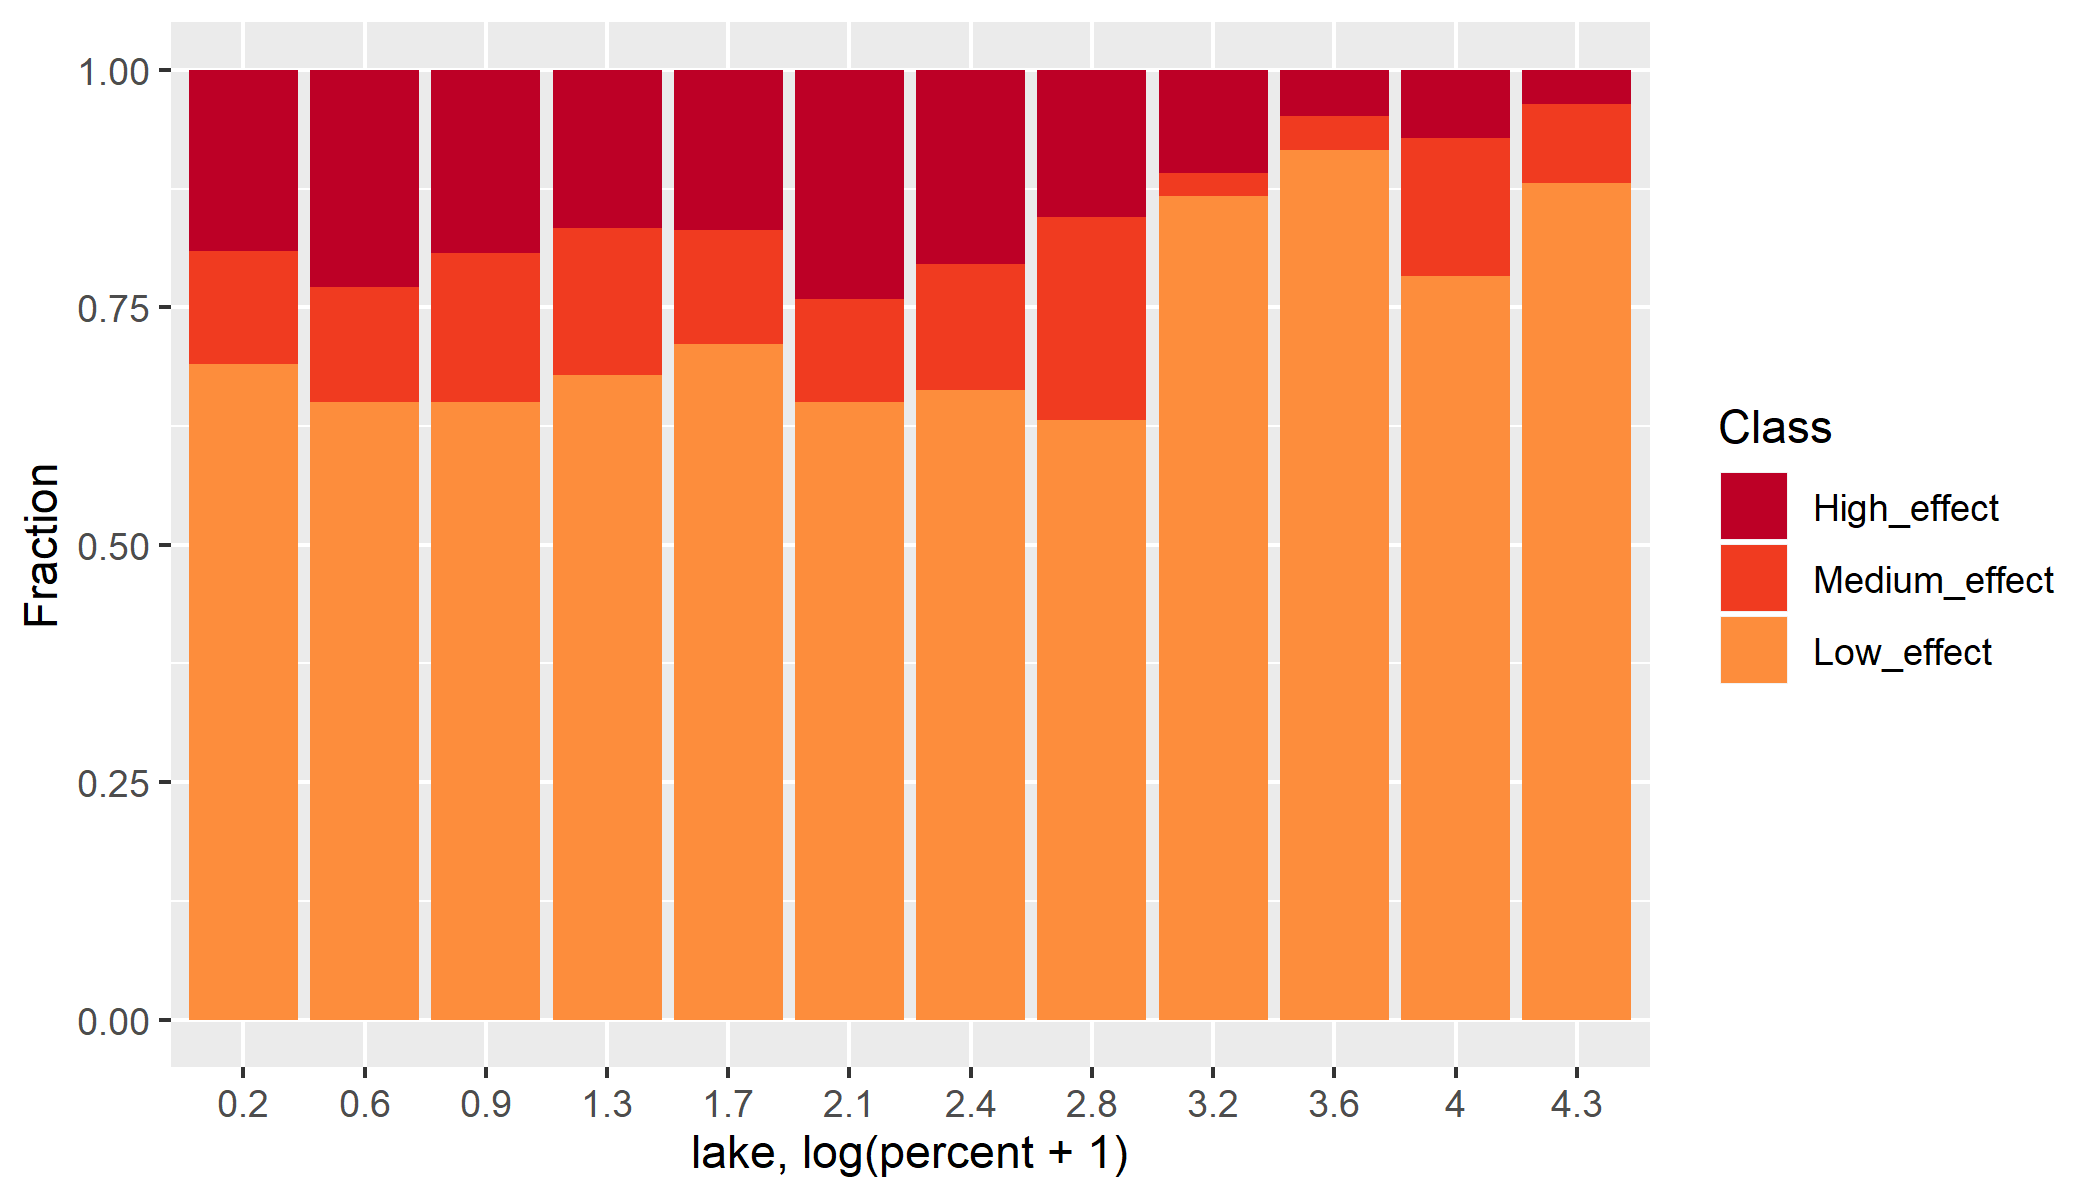 1.00
0.75
0.50
0.25
0.00
Fraction
0.2 0.6 0.9 1.3 1.7 2.1 2.4 2.8 3.2 3.6 4 4.3
lake, log(percent + 1)
Class
High_effect
Medium_effect
Low_effect